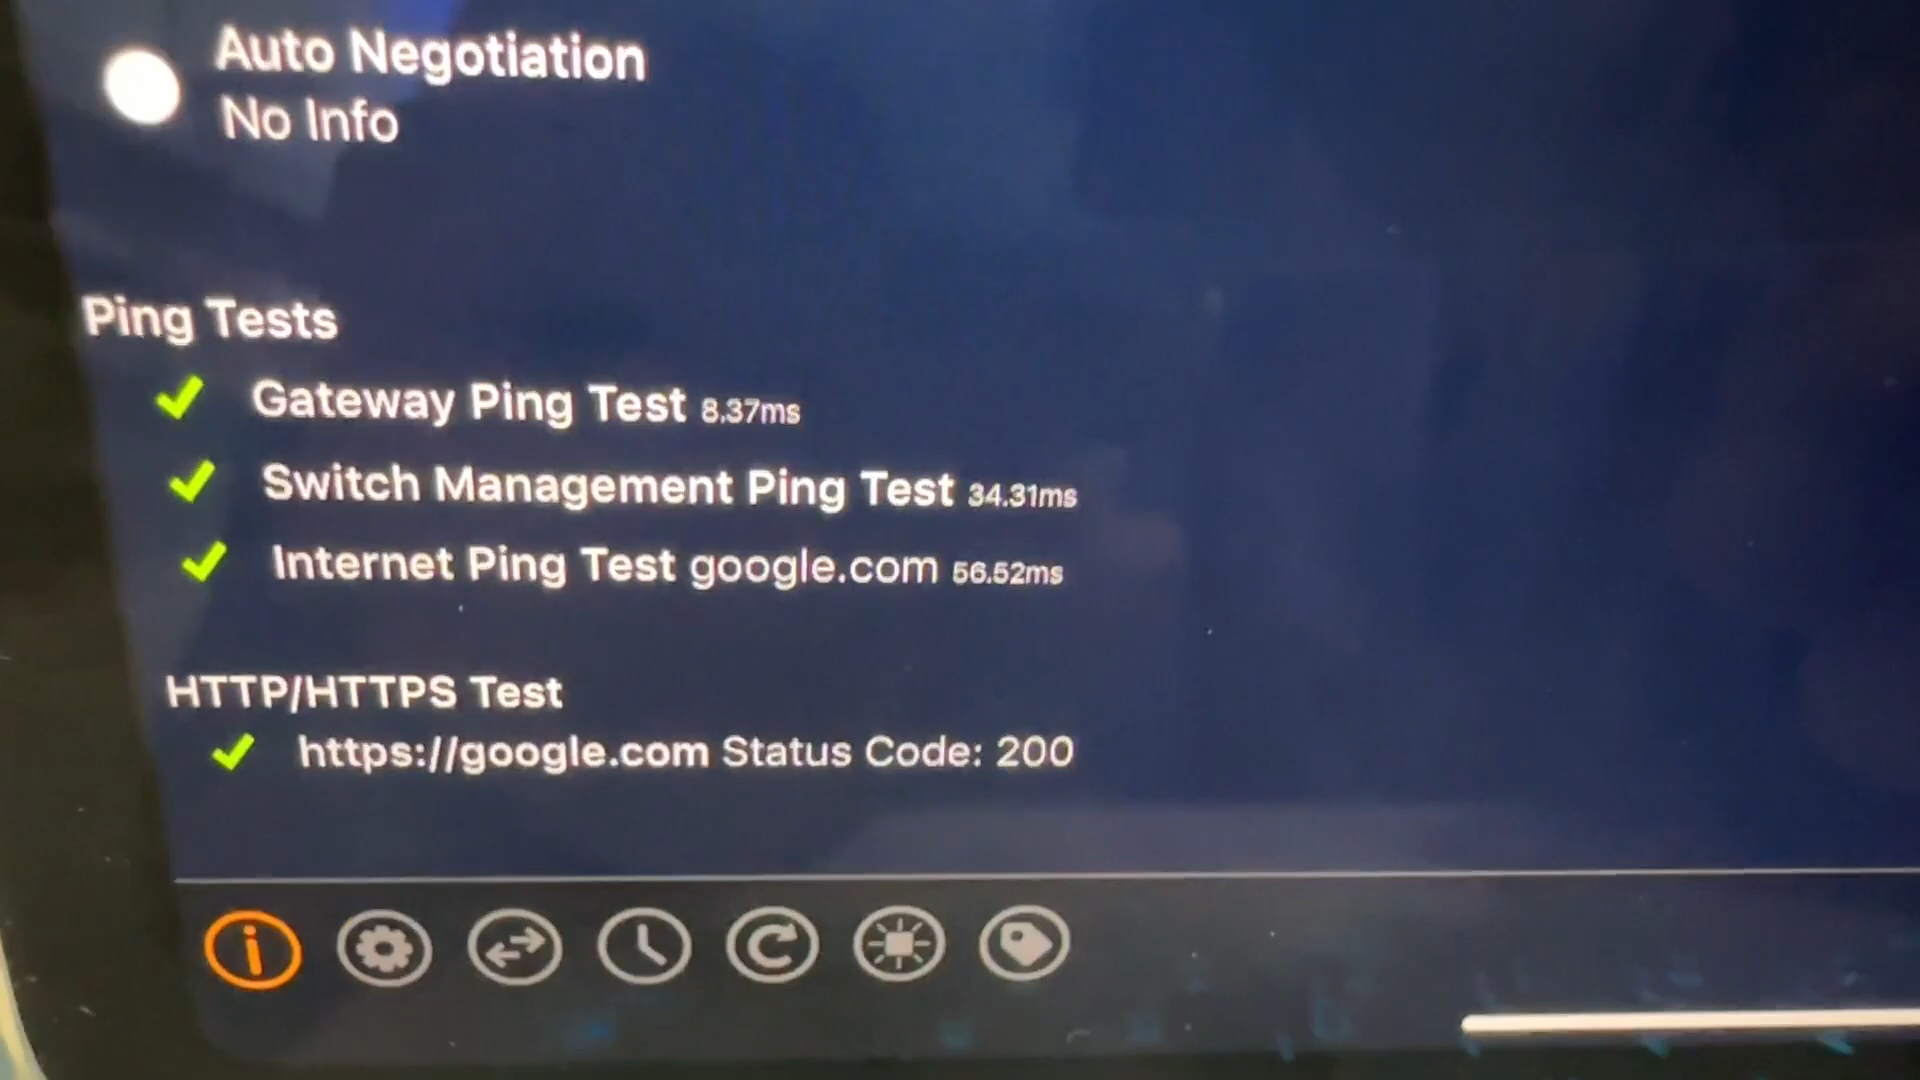 Auto Negotiation
No Info
Ping Tests
Gateway Ping Test 8.37ms
Switch Management Ping Test 34.31ms
Internet Ping Test google.com 56.52ms
HTTP/HTTPS Test
https://google.com Status Code: 200